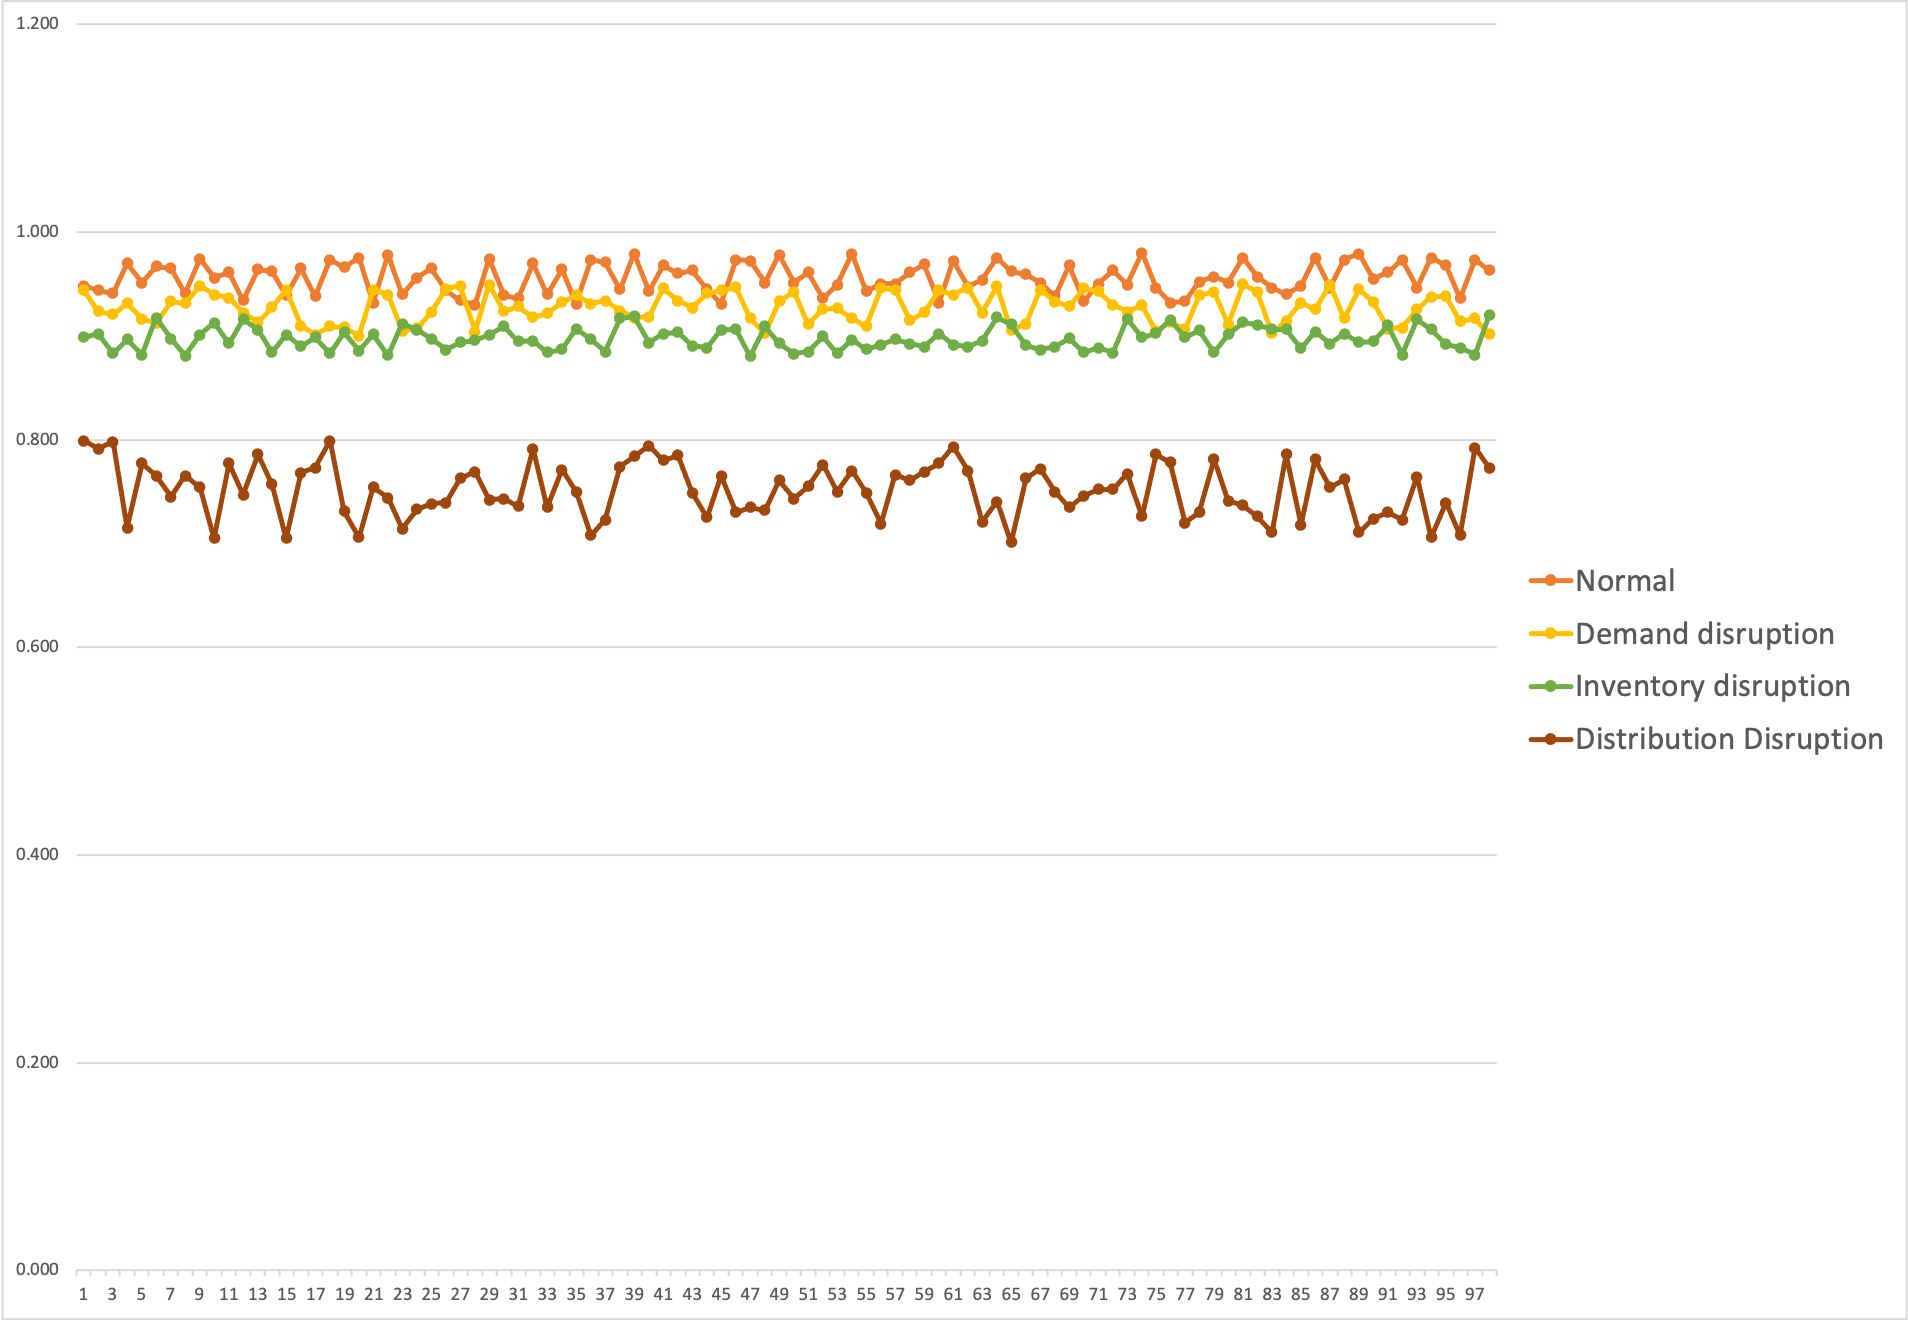 1.200
1.000
0.800
0.600
0.400
0.200
0.000
1 3 5 7 9 11 13 15 17 19 21 23 25 27 29 31 33 35 37 39 41 43 45 47 49 51 53 55 57 59 61 63 65 67 69 71 73 75 77 79 81 83 85 87 89 91 93 95 97
Normal
Demand disruption
Inventory disruption
Distribution Disruption